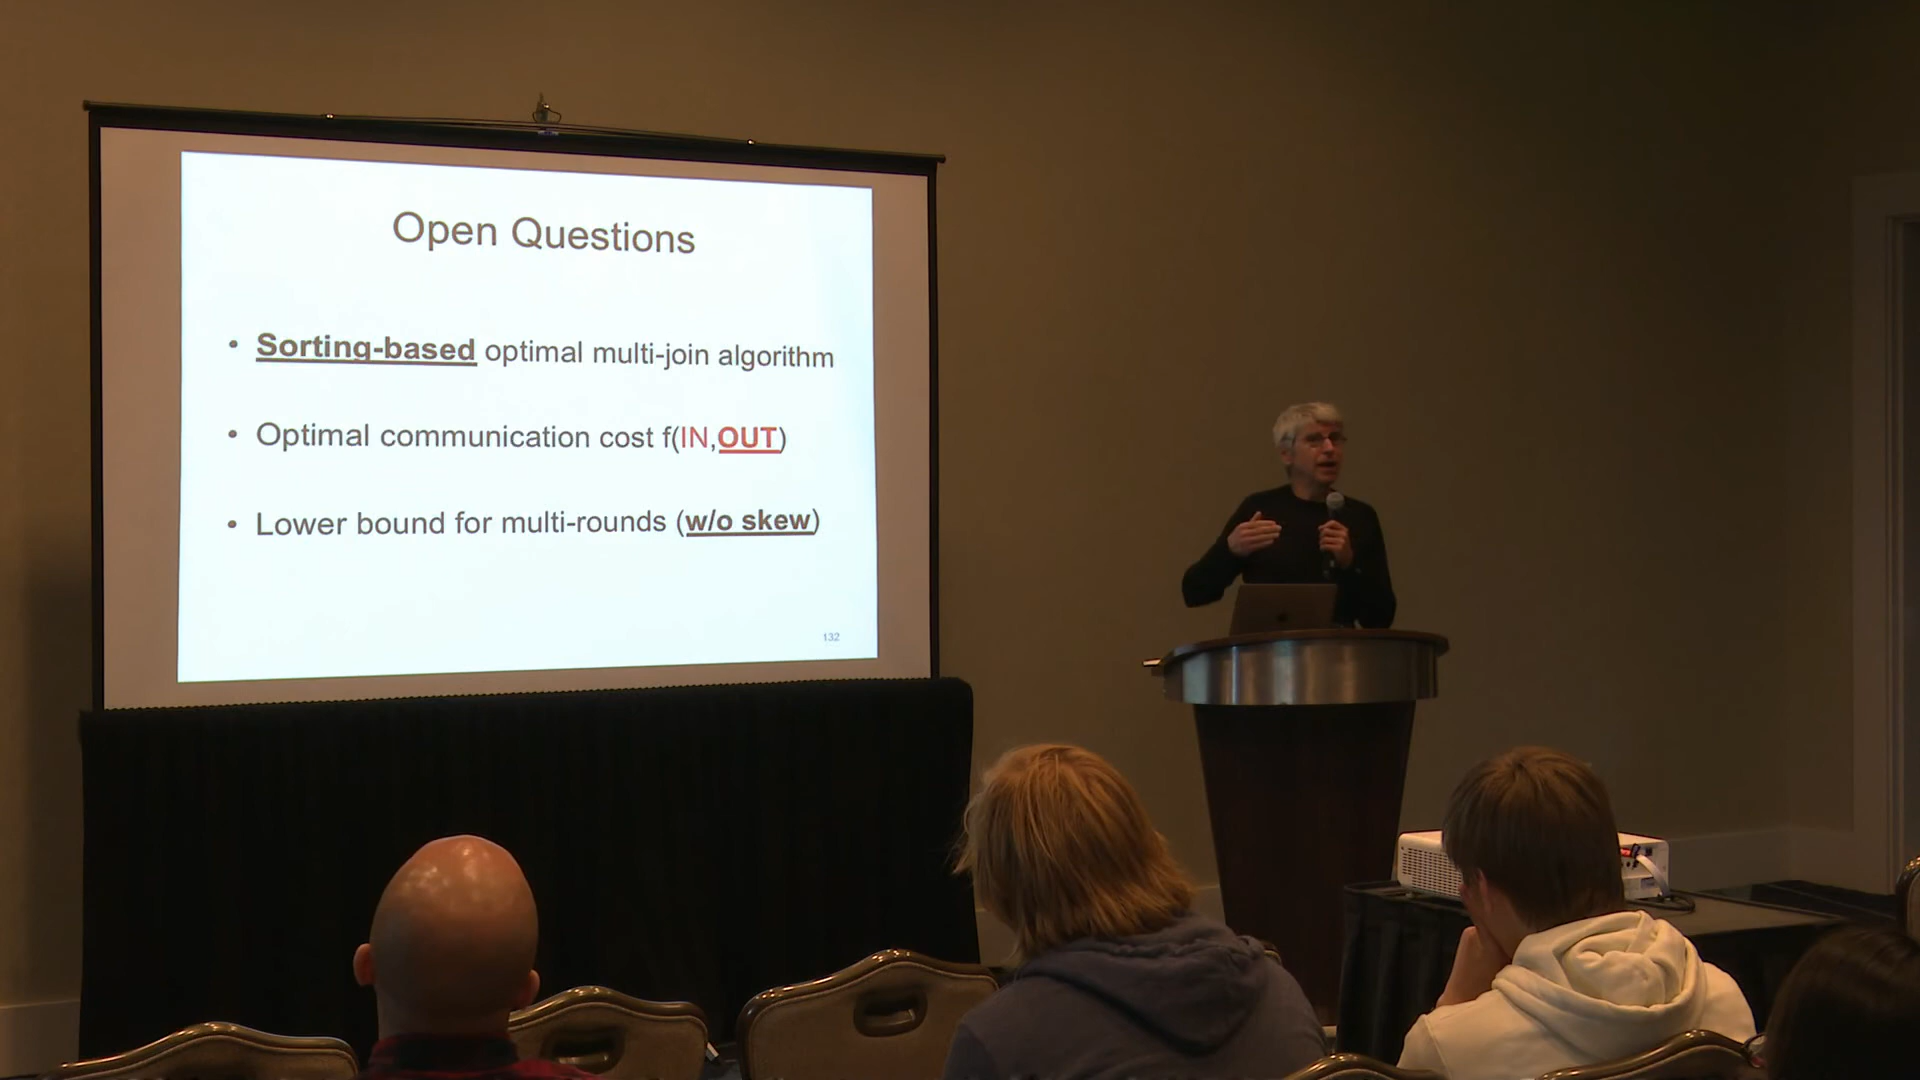 Open Questions
• Sorting-based optimal multi-join algorithm
• Optimal communication cost f(IN,OUT)
• Lower bound for multi-rounds (w/o skew)
132